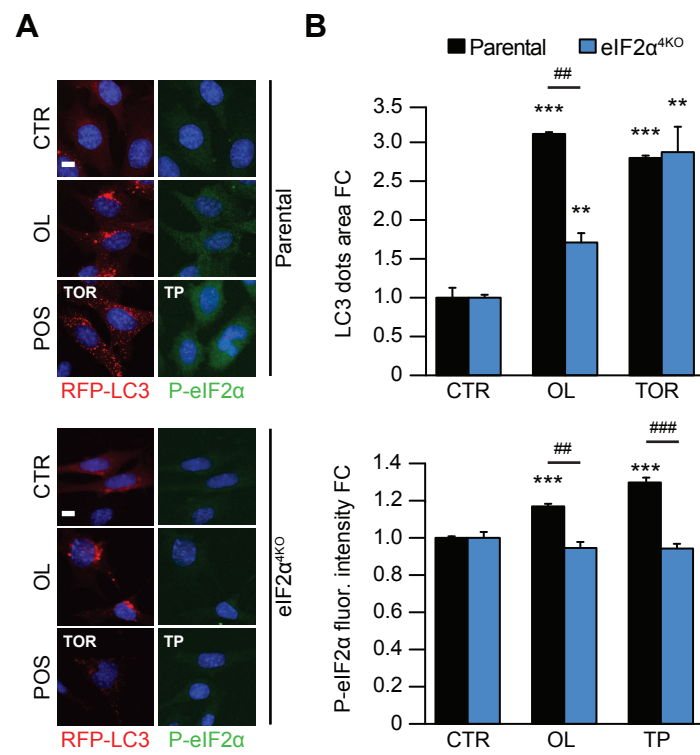 A
CTR
OL
POS
TOR
TP
RFP-LC3
P-eIF2α
Parental
CTR
OL
POS
TOR
TP
RFP-LC3
P-eIF2α
eIF2α4KO
B
Parental
eIF2α4KO
LC3 dots area FC
3.5
3.0
2.5
2.0
1.5
1.0
0.5
0
##
***
**
***
**
CTR
OL
TOR
P-eIF2α fluor. intensity FC
1.4
1.2
1.0
0.8
0.6
0.4
0.2
0
##
***
###
***
CTR
OL
TP